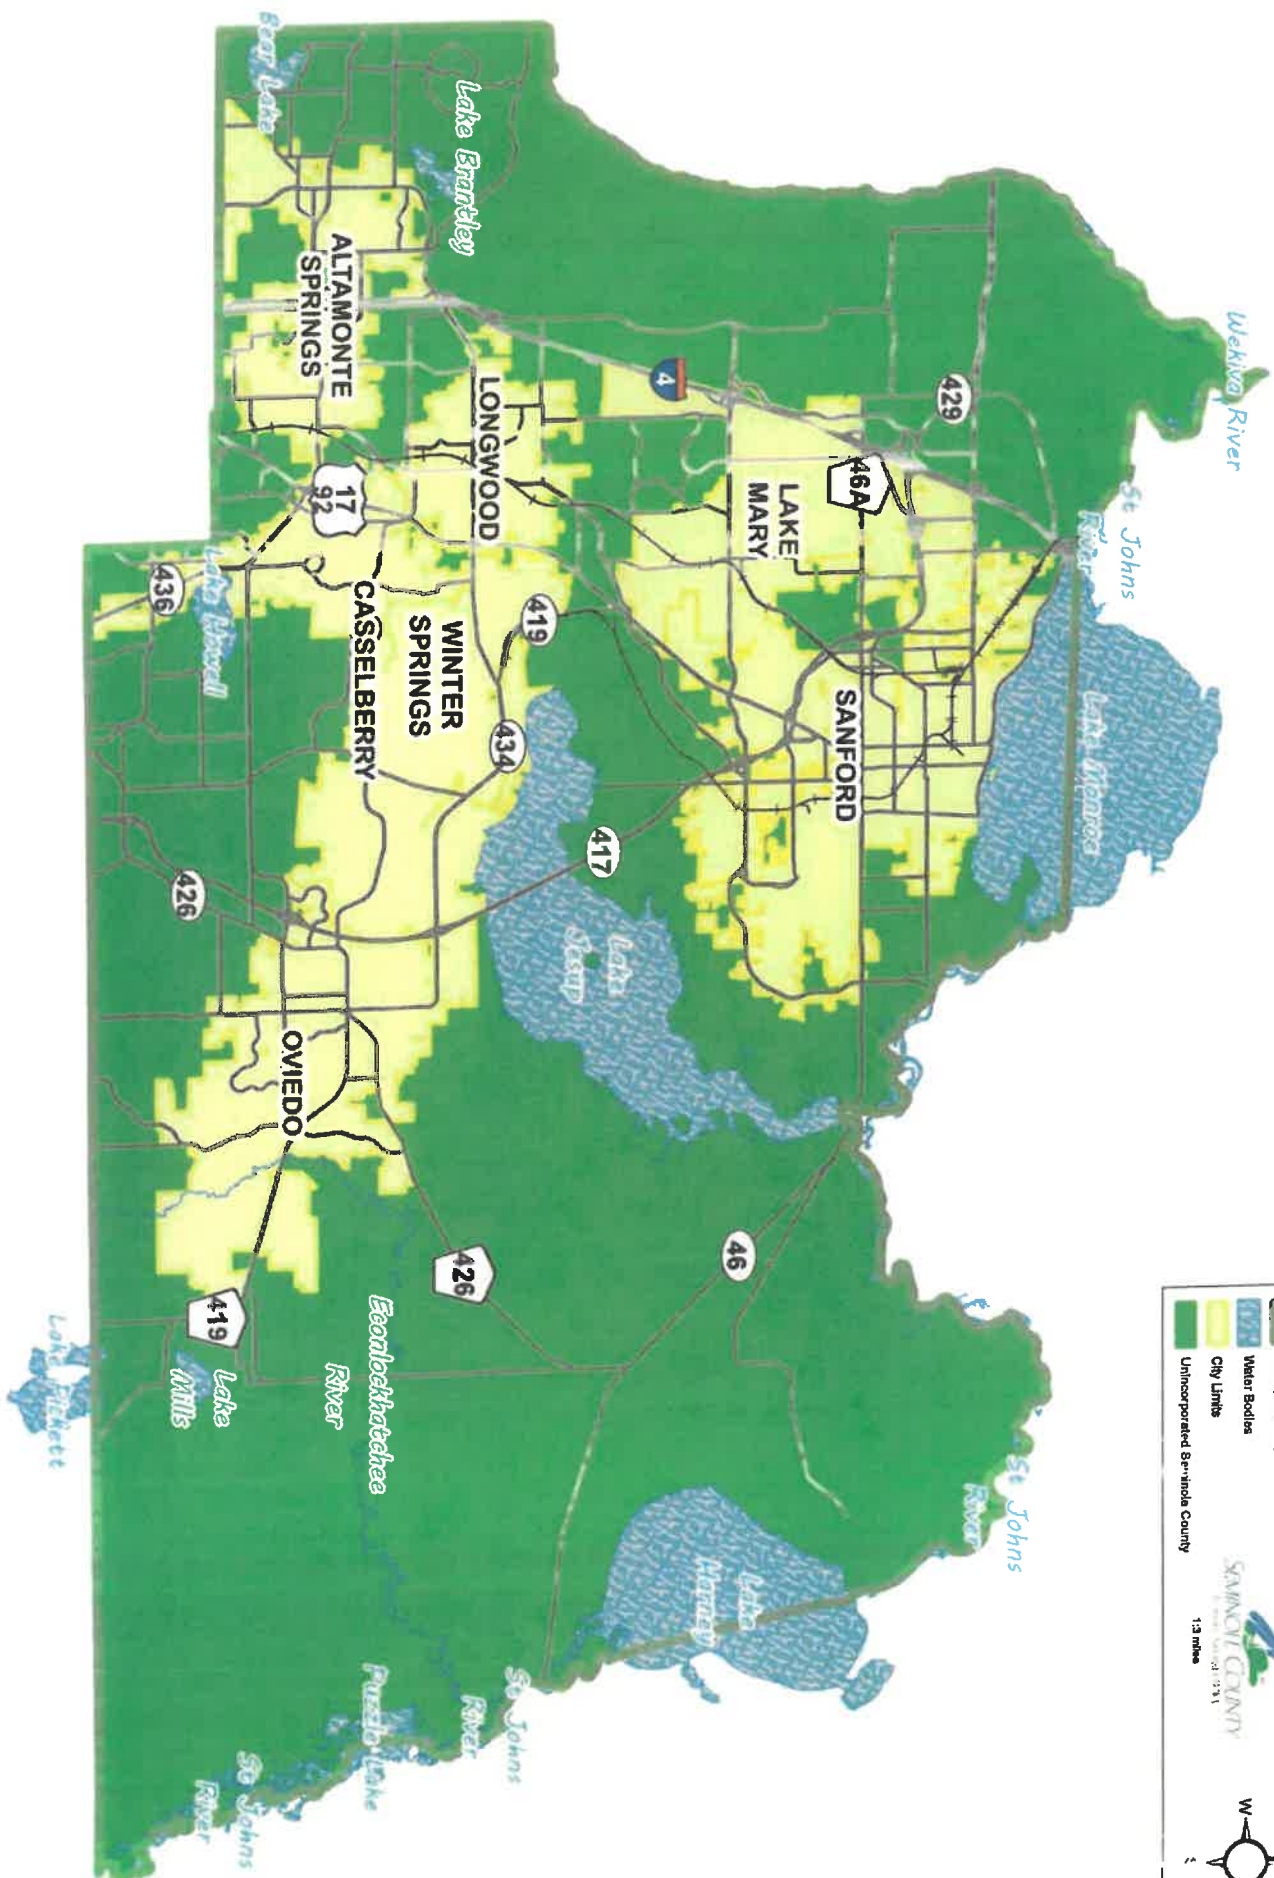 Wekiva River
St Johns
River
Lake Monroe
Bear Lake
Lake Brantley
ALTAMONTE
SPRINGS
LONGWOOD
4
429
46A
LAKE
MARY
SANFORD
17
92
CASSELBERRY
WINTER
SPRINGS
419
434
417
436
Lake Howell
426
Lake
Jesup
OVIEDO
46
426
419
Lake
Mills
Lake Pickett
Econlockhatchee
River
St Johns
River
Lake
Harney
St Johns
River
Puzzle Lake
St Johns
River
Water Bodies
City Limits
Unincorporated Seminole County
SEMINOLE COUNTY
1:3 miles
W